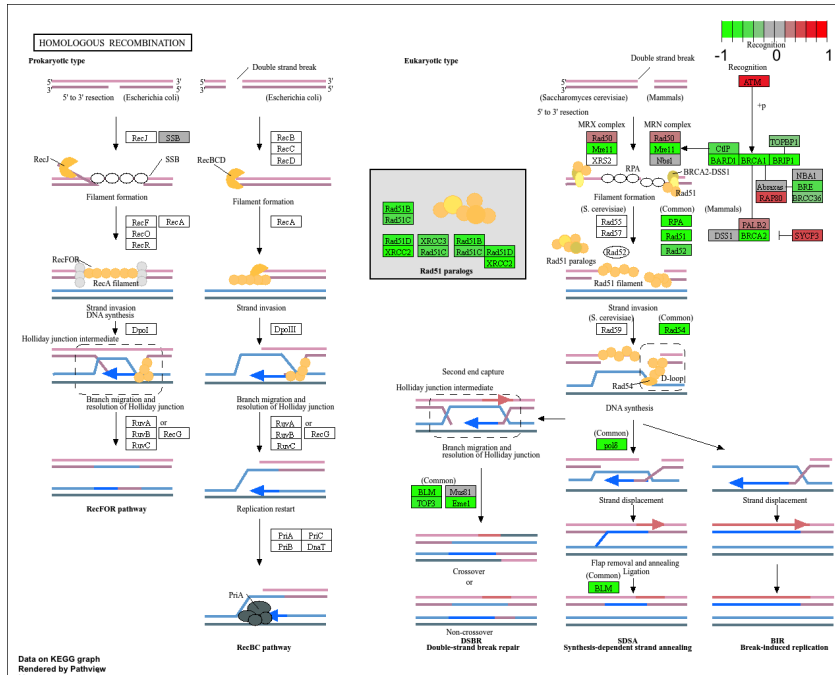 HOMOLOGOUS RECOMBINATION
-1 0 1
Recognition
Prokaryotic type
Eukaryotic type
Double strand break
Double strand break
Recognition
5' 3'
3' 5'
5' 3'
3' 5'
5' to 3' resection (Escherichia coli)
(Escherichia coli)
(Saccharomyces cerevisiae) (Mammals)
5' to 3' resection
ATM
+p
RecJ SSB
RecB
RecC
RecD
MRX complex
MRN complex
Rad50
Mre11
XRS2
Rad50
Mre11
Nbs1
CtIP
TOPBP1
BARD1 BRCA1 BRIP1
RecJ
SSB
RecBCD
RPA
BRCA2-DSS1
Rad51
NBA1
Abraxas BRE
RAP80 BRCC36
Filament formation
Filament formation
Filament formation
RecF RecA
RecO
RecR
RecA
(S. cerevisiae)
Rad55
Rad57
Rad52
(Common)
RPA
Rad51
Rad52
(Mammals)
PALB2
DSS1 BRCA2
SYCP3
Rad51B
Rad51C
Rad51D XRCC3 Rad51B
XRCC2 Rad51C Rad51C Rad51D
XRCC2
Rad51 paralogs
Rad51 paralogs
RecFOR
RecA filament
Rad51 filament
Strand invasion
DNA synthesis
Strand invasion
Strand invasion
DpoI
DpoIII
(S. cerevisiae)
Rad59
(Common)
Rad54
Holliday junction intermediate
Rad54
D-loop
Second end capture
Holliday junction intermediate
Branch migration and
resolution of Holliday junction
Branch migration and
resolution of Holliday junction
DNA synthesis
RuvA or
RuvB RecG
RuvC
RuvA or
RuvB RecG
RuvC
Branch migration and
resolution of Holliday junction
(Common)
polδ
(Common)
BLM Mus81
TOP3 Eme1
Strand displacement
Strand displacement
RecFOR pathway
Replication restart
PriA PriC
PriB DnaT
Crossover
or
Flap removal and annealing
Ligation
(Common)
BLM
PriA
Non-crossover
RecBC pathway
DSBR
Double-strand break repair
SDSA
Synthesis-dependent strand annealing
BIR
Break-induced replication
Data on KEGG graph
Rendered by Pathview